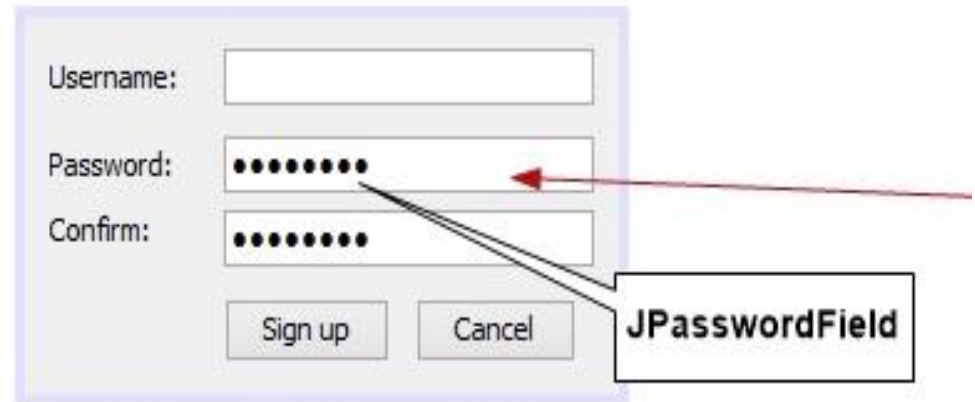 Username:
Password: ••••••••
Confirm: ••••••••
Sign up Cancel
JPasswordField